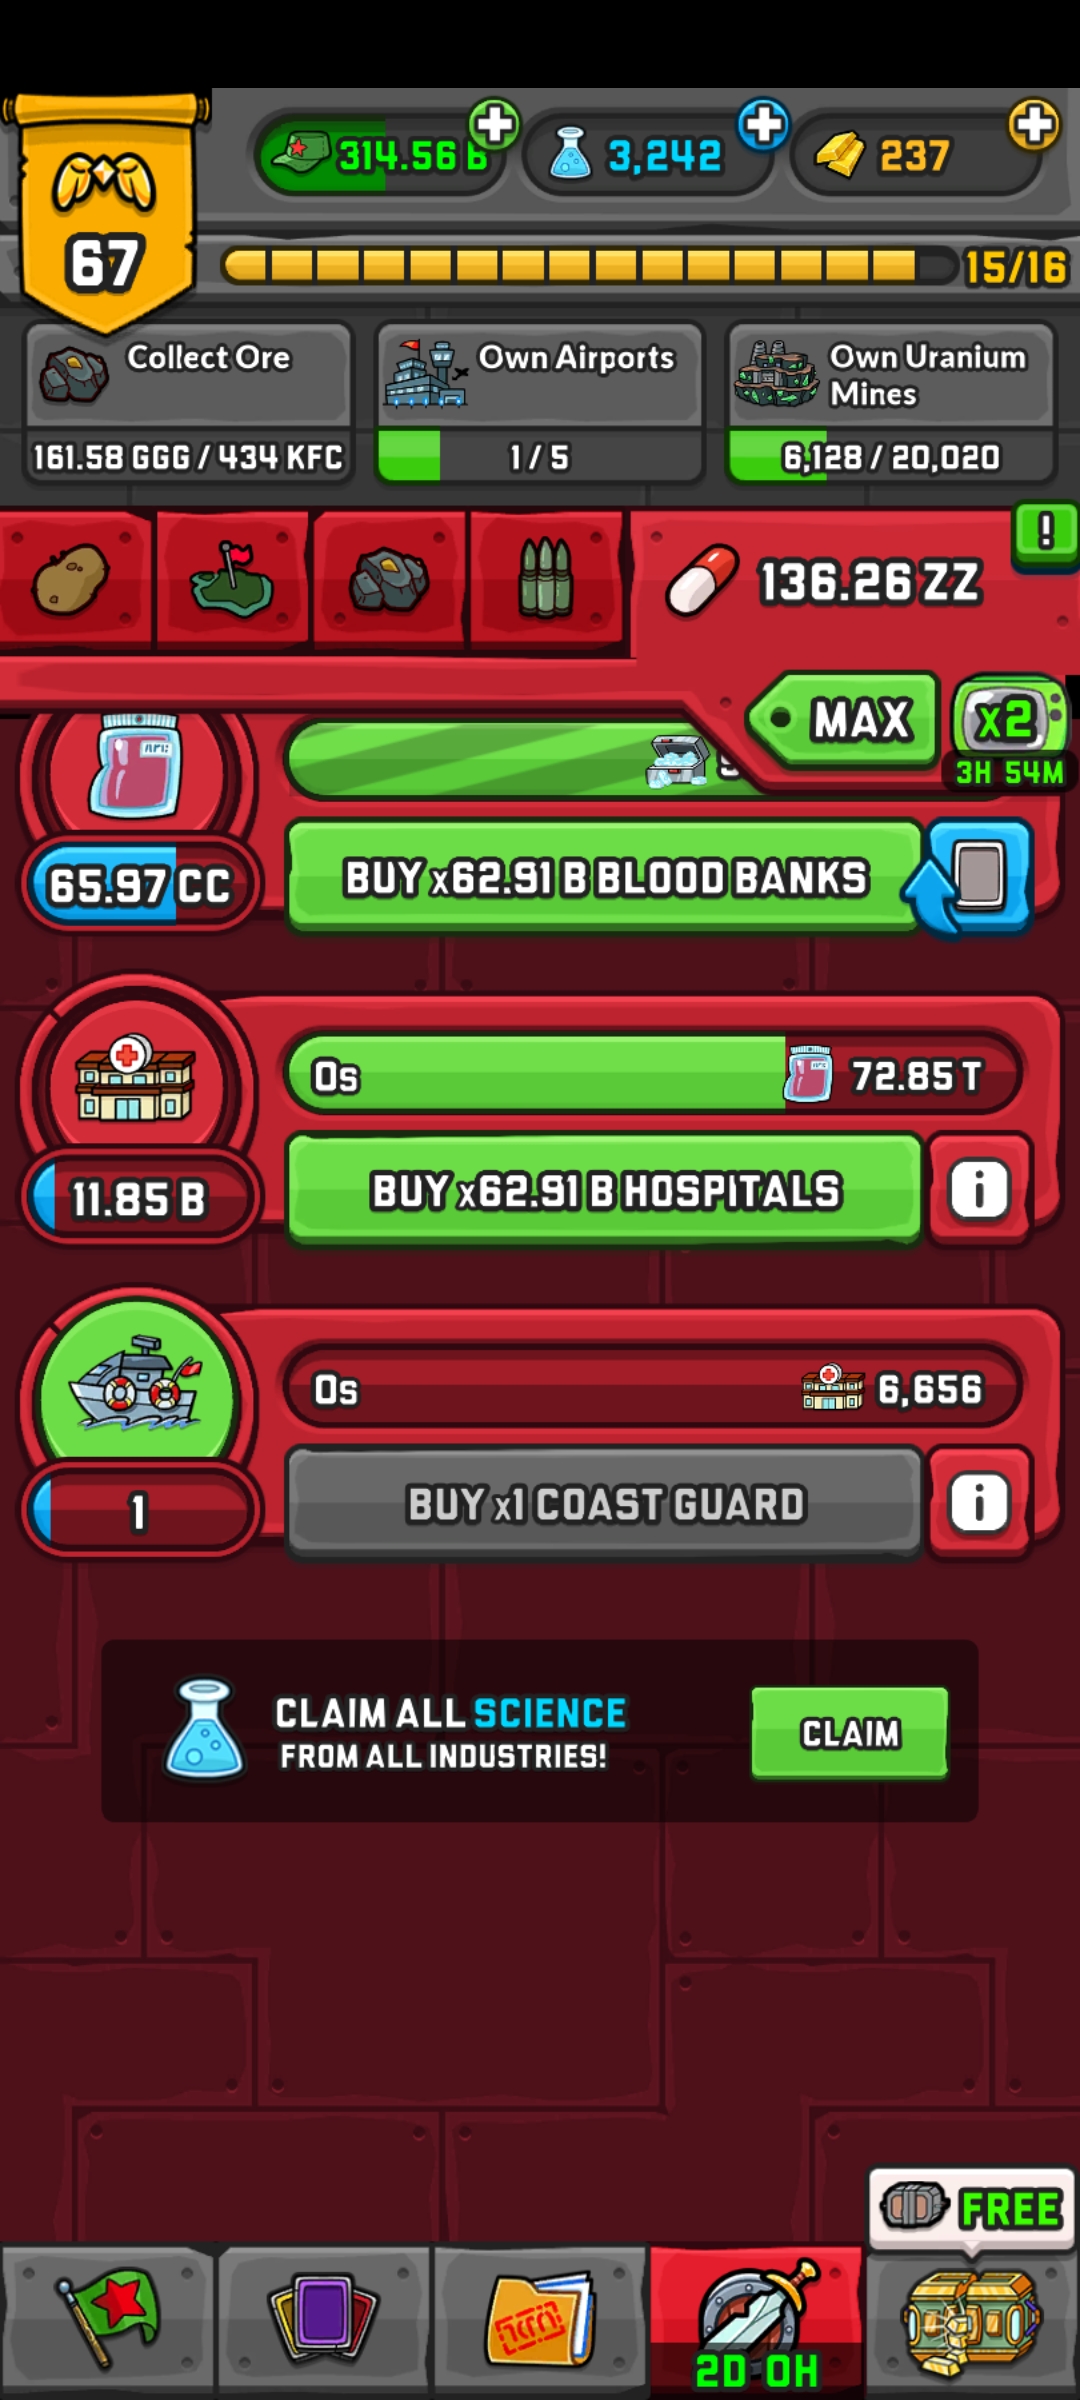 67
314.56 B
3,242
237
15/16
Collect Ore
161.58 GGG / 434 KFC
Own Airports
1 / 5
Own Uranium
Mines
6,128 / 20,020
136.26 ZZ
!
MAX
x2
3H 54M
65.97 CC
BUY x62.91 B BLOOD BANKS
0s
72.85 T
11.85 B
BUY x62.91 B HOSPITALS
i
0s
6,656
1
BUY x1 COAST GUARD
i
CLAIM ALL SCIENCE
FROM ALL INDUSTRIES!
CLAIM
FREE
2D 0H